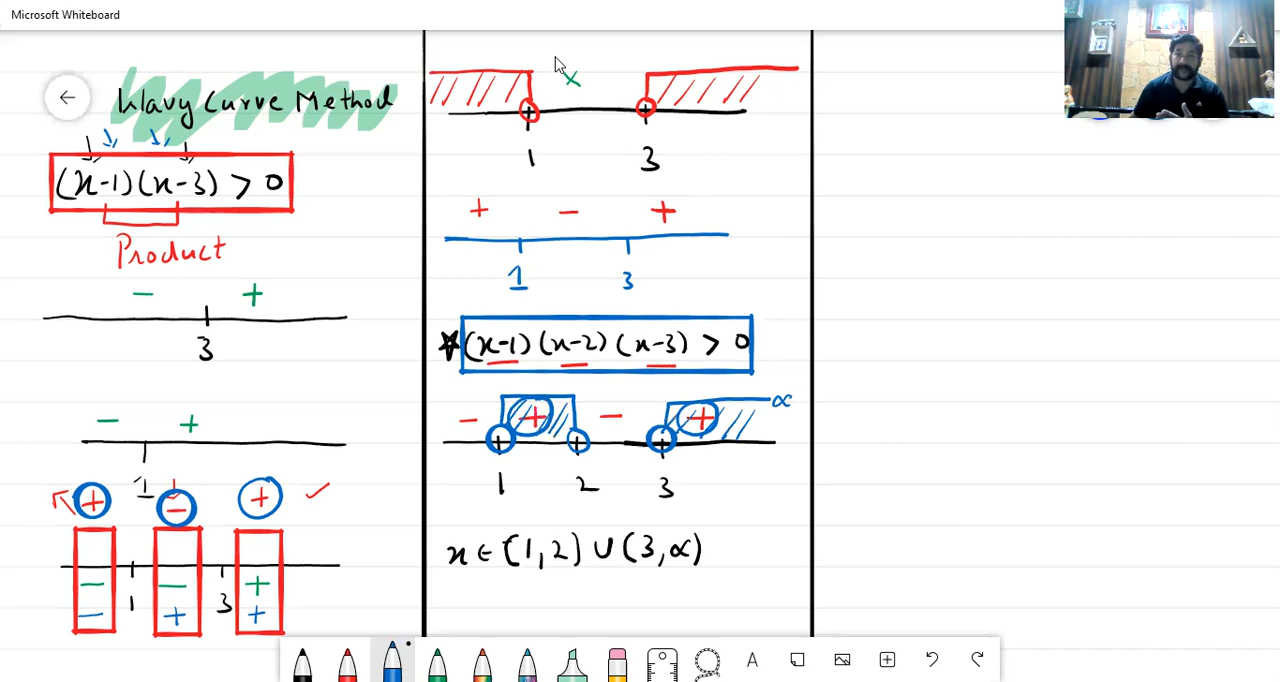 Microsoft Whiteboard
Wavy Curve Method
(x-1)(x-3) > 0
Product
- +
3
- +
1
+ - +
- - +
1 3
- + +
x
1 3
+ - +
1 3
(x-1)(x-2)(x-3) > 0
- + - + ∝
1 2 3
x ∈ (1,2) ∪ (3,∝)
A